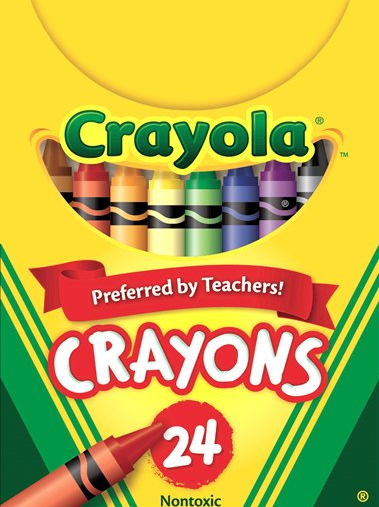 Crayola®
™
®
Preferred by Teachers!
CRAYONS
24
Nontoxic
®